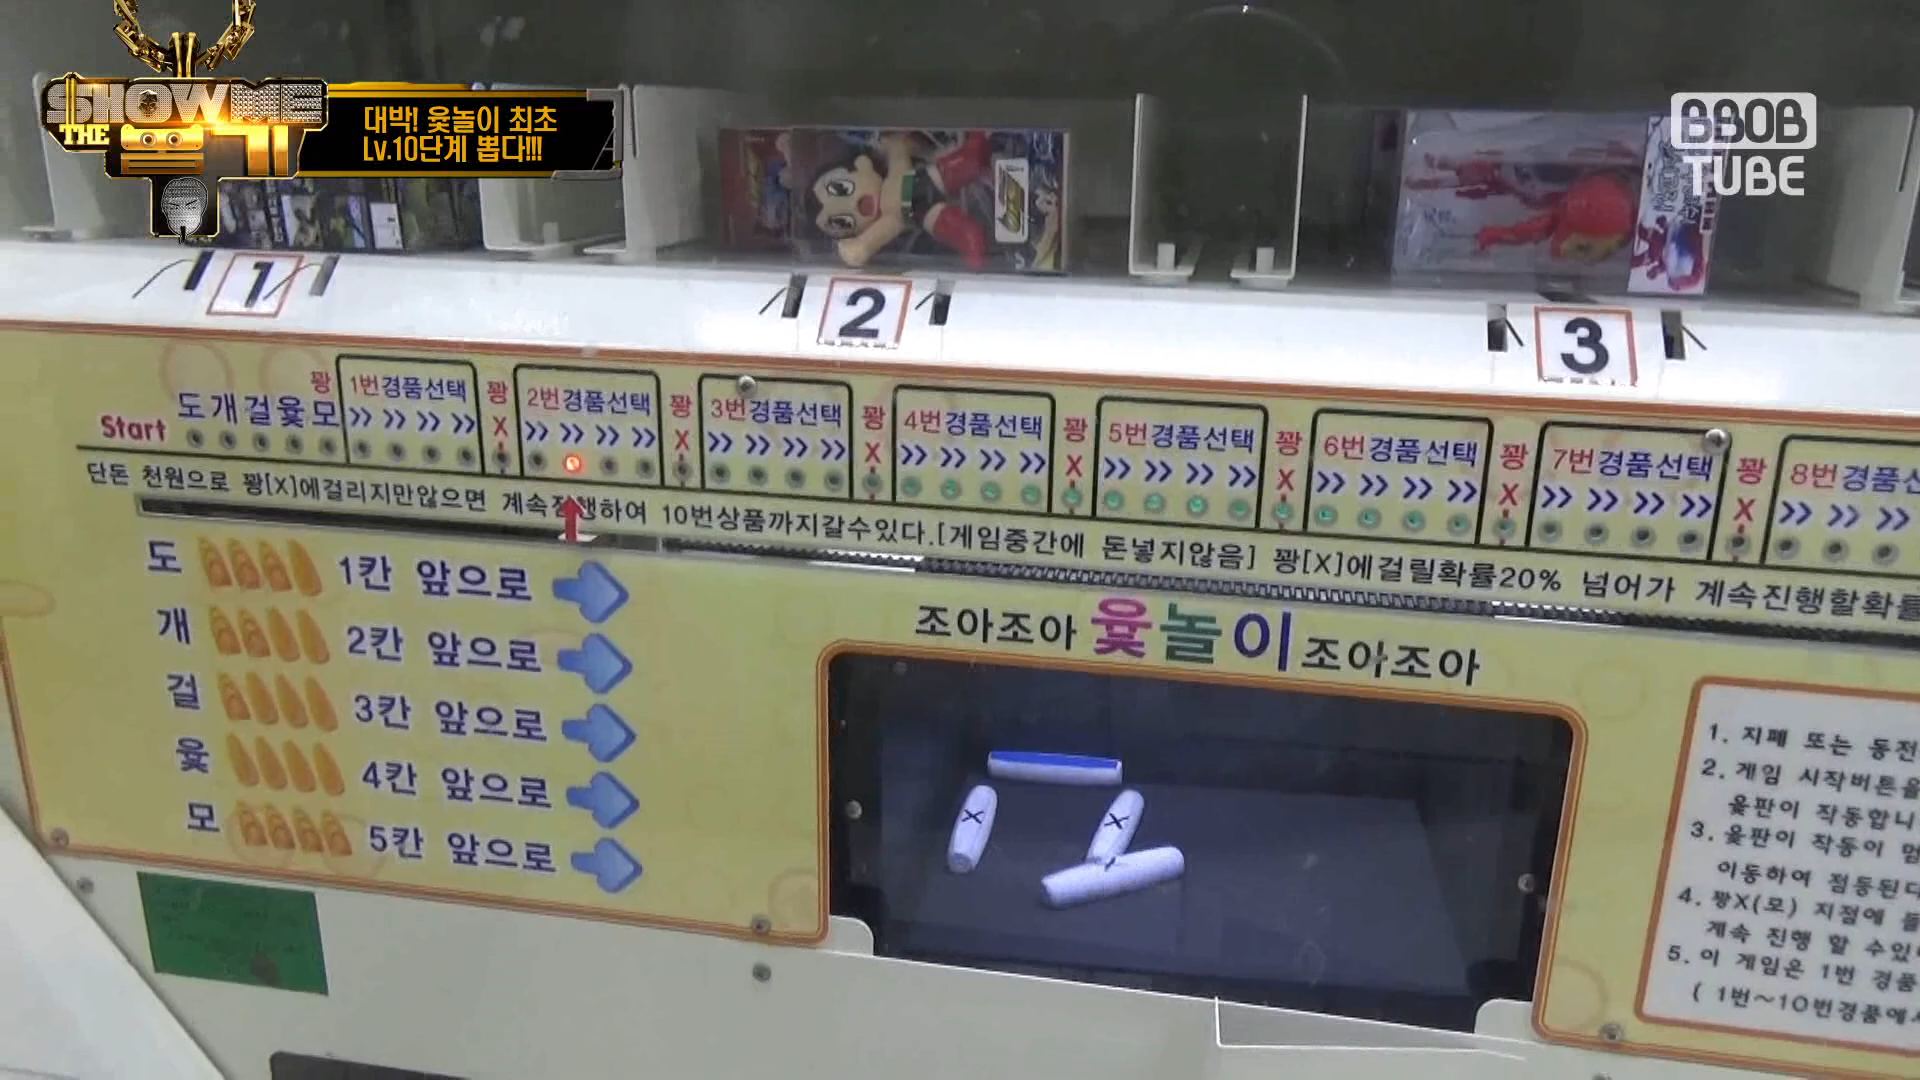 SHOW ME
THE 뽑기
대박! 윷놀이 최초
Lv.10단계 뽑다!!!
BBOB
TUBE
1
2
3
Start
도 개 걸 윷 모
꽝
1번경품선택
꽝
X
2번경품선택
꽝
X
3번경품선택
꽝
X
4번경품선택
꽝
X
5번경품선택
꽝
X
6번경품선택
꽝
X
7번경품선택
꽝
X
8번경품선
단돈 천원으로 꽝[X]에걸리지만않으면 계속진행하여 10번상품까지갈수있다.[게임중간에 돈넣지않음] 꽝[X]에걸릴확률20% 넘어가 계속진행할확률
도 1칸 앞으로
개 2칸 앞으로
걸 3칸 앞으로
윷 4칸 앞으로
모 5칸 앞으로
조아조아 윷놀이 조아조아
X
X
1. 지폐 또는 동전
2. 게임 시작버튼을
윷판이 작동합니
3. 윷판이 작동이 멈
이동하여 점등된다
4. 꽝X(모) 지점에 들
계속 진행 할 수있
5. 이 게임은 1번 경품
( 1번~10번경품에서